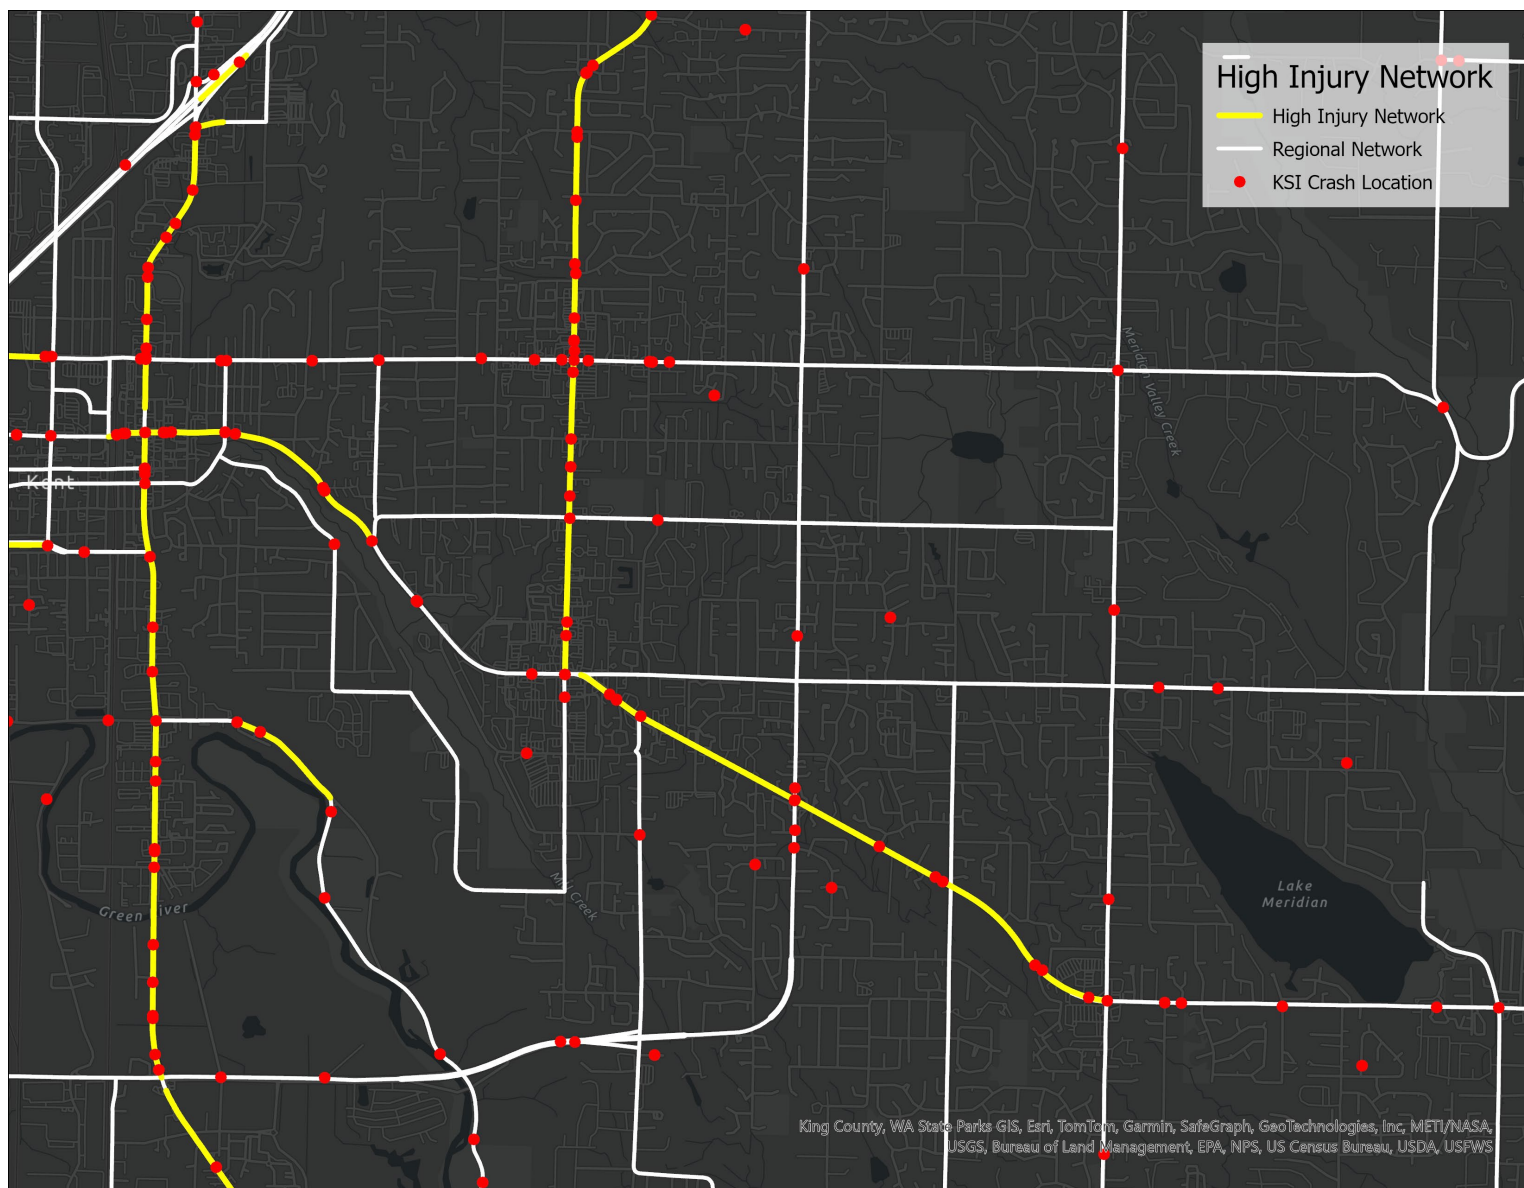 High Injury Network
High Injury Network
Regional Network
KSI Crash Location
Meridian Valley Creek
Kent
Lake
Meridian
Mill Creek
Green River
King County, WA State Parks GIS, Esri, TomTom, Garmin, SafeGraph, GeoTechnologies, Inc, METI/NASA,
USGS, Bureau of Land Management, EPA, NPS, US Census Bureau, USDA, USFWS